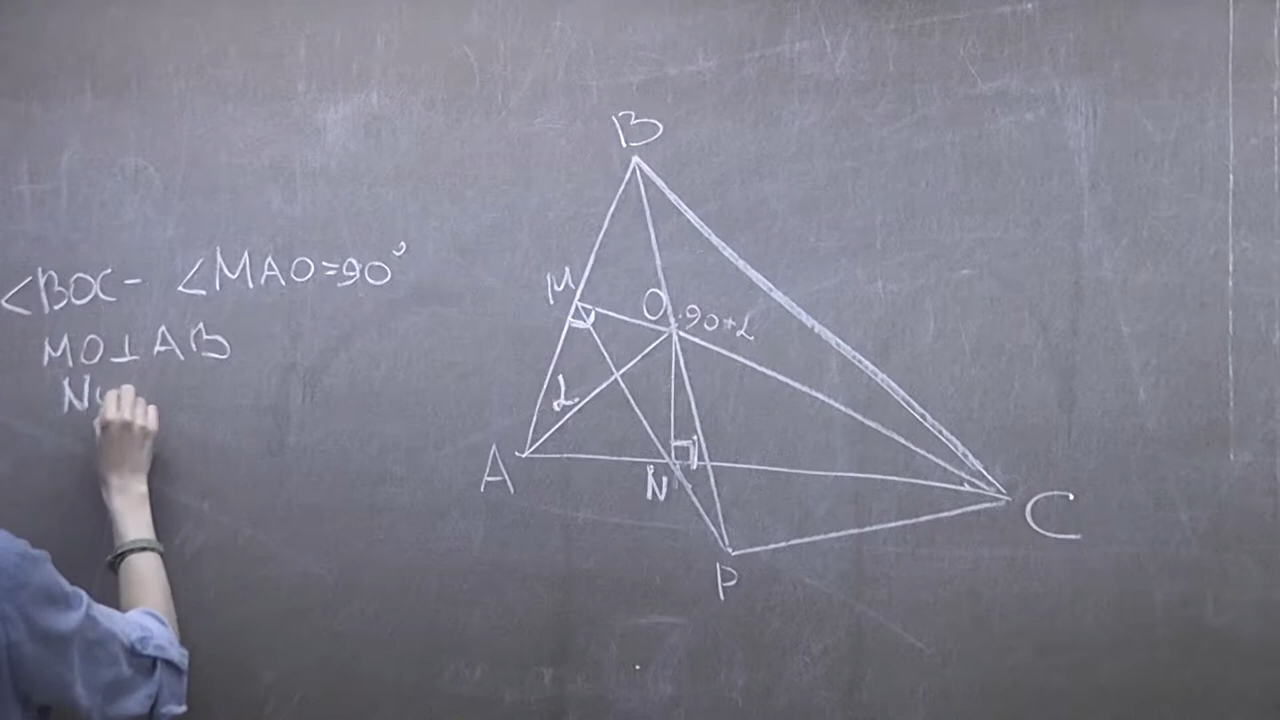 B
<BOC- <MAO=90°
M
O 90+α
MO⊥AB
N
α
A
N
C
P